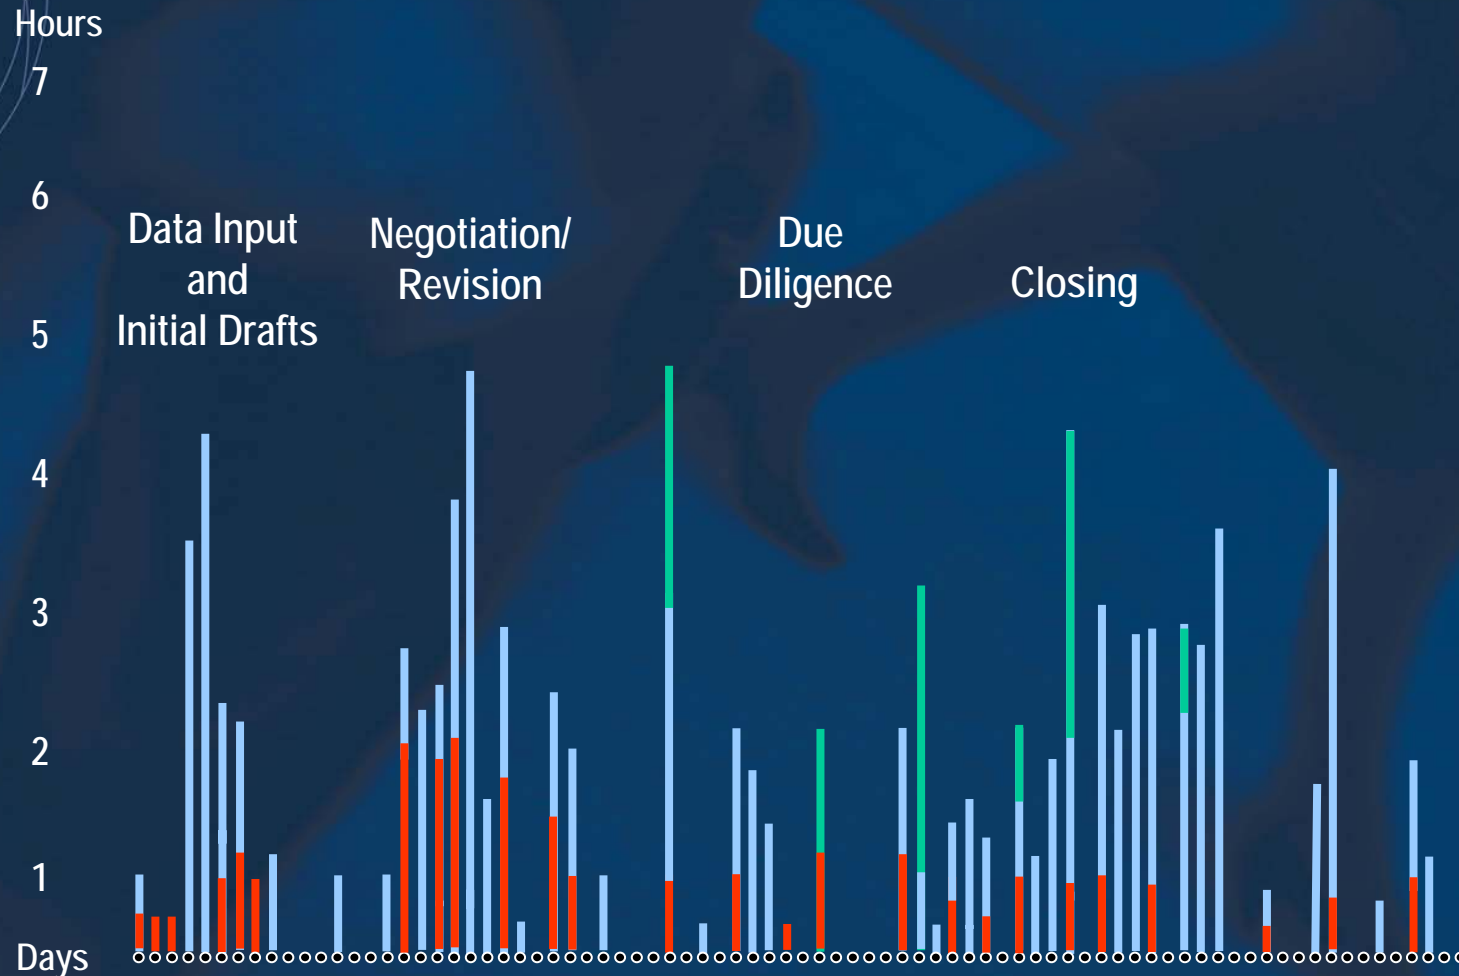 Hours
7
6
Data Input
and
Initial Drafts
Negotiation/
Revision
Due
Diligence
Closing
5
4
3
2
1
Days